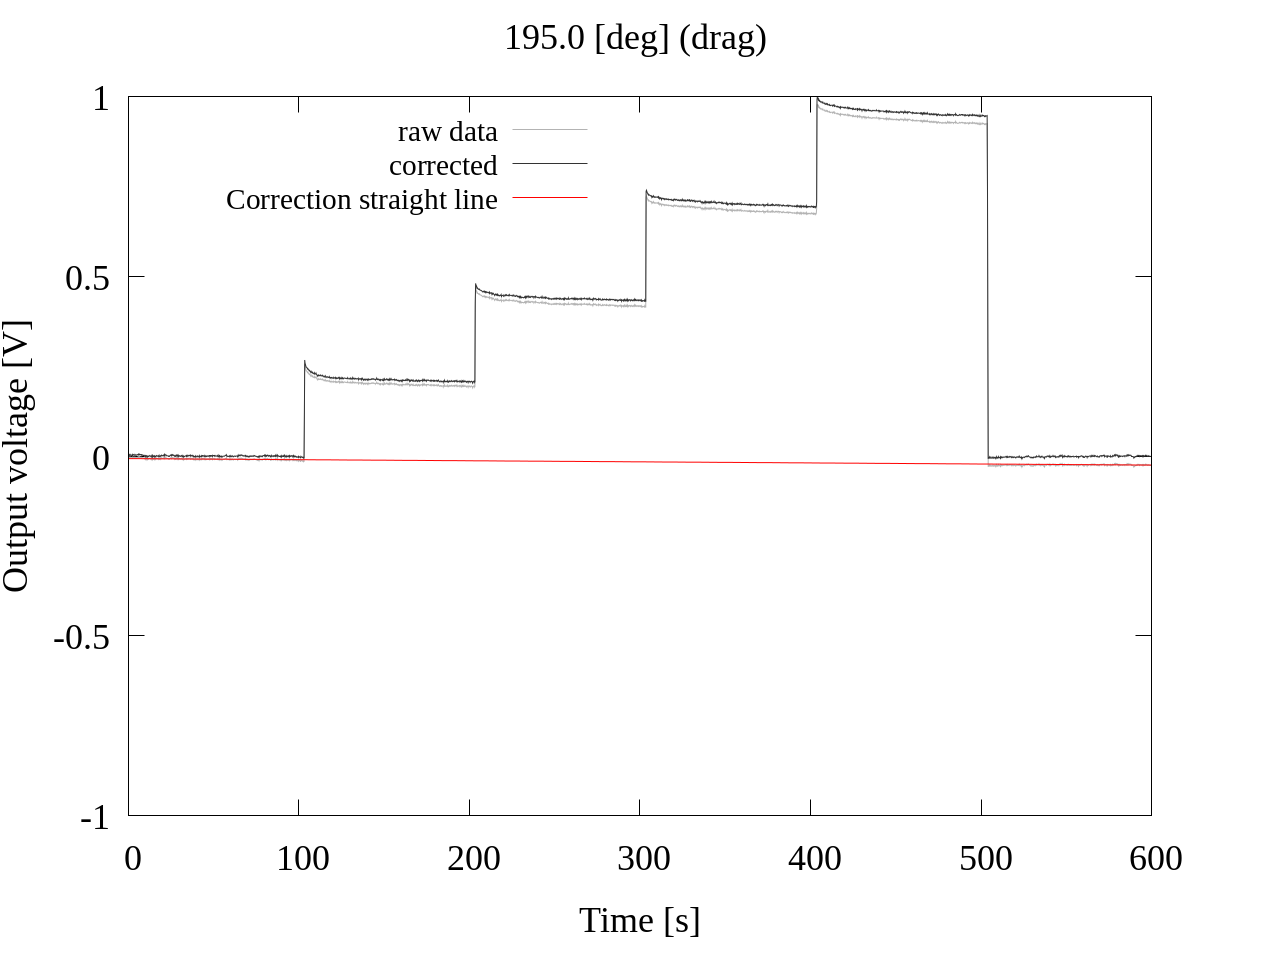 195.0 [deg] (drag)
1
0.5
0
-0.5
-1
raw data
corrected
Correction straight line
Output voltage [V]
0 100 200 300 400 500 600
Time [s]